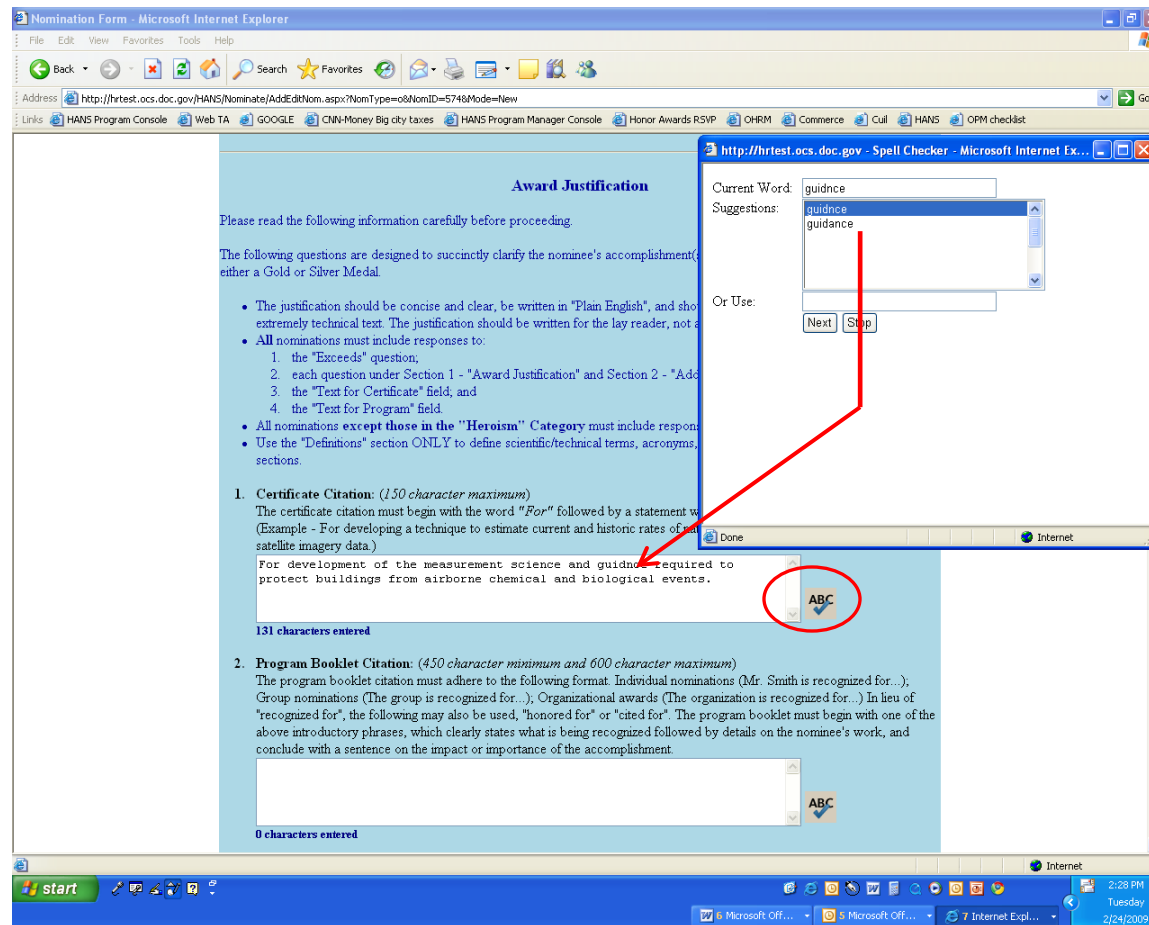 Nomination Form - Microsoft Internet Explorer
File Edit View Favorites Tools Help
Back Search Favorites
Address http://hrtest.ocs.doc.gov/HANS/Nominate/AddEditNom.aspx?NomType=o&NomID=574&Mode=New Go
Links HANS Program Console Web TA GOOGLE CNN-Money Big city taxes HANS Program Manager Console Honor Awards RSVP OHRM Commerce Cuil HANS OPM checklist
http://hrtest.ocs.doc.gov - Spell Checker - Microsoft Internet Ex...
Current Word: guidnce
Suggestions: guidnce
guidance
Or Use:
Next Stop
Done Internet
Award Justification
Please read the following information carefully before proceeding.
The following questions are designed to succinctly clarify the nominee's accomplishment(
either a Gold or Silver Medal.
• The justification should be concise and clear, be written in "Plain English", and sho
extremely technical text. The justification should be written for the lay reader, not a
• All nominations must include responses to:
1. the "Exceeds" question;
2. each question under Section 1 - "Award Justification" and Section 2 - "Add
3. the "Text for Certificate" field; and
4. the "Text for Program" field.
• All nominations except those in the "Heroism" Category must include respon
• Use the "Definitions" section ONLY to define scientific/technical terms, acronyms,
sections.
1. Certificate Citation: (150 character maximum)
The certificate citation must begin with the word "For" followed by a statement w
(Example - For developing a technique to estimate current and historic rates of
satellite imagery data.)
For development of the measurement science and guidnce required to
protect buildings from airborne chemical and biological events.
ABC
131 characters entered
2. Program Booklet Citation: (450 character minimum and 600 character maximum)
The program booklet citation must adhere to the following format. Individual nominations (Mr. Smith is recognized for...);
Group nominations (The group is recognized for...); Organizational awards (The organization is recognized for...) In lieu of
"recognized for", the following may also be used, "honored for" or "cited for". The program booklet must begin with one of the
above introductory phrases, which clearly states what is being recognized followed by details on the nominee's work, and
conclude with a sentence on the impact or importance of the accomplishment.
ABC
0 characters entered
Internet
start
2:28 PM
Tuesday
2/24/2009
6 Microsoft Off... 5 Microsoft Off... 7 Internet Expl...